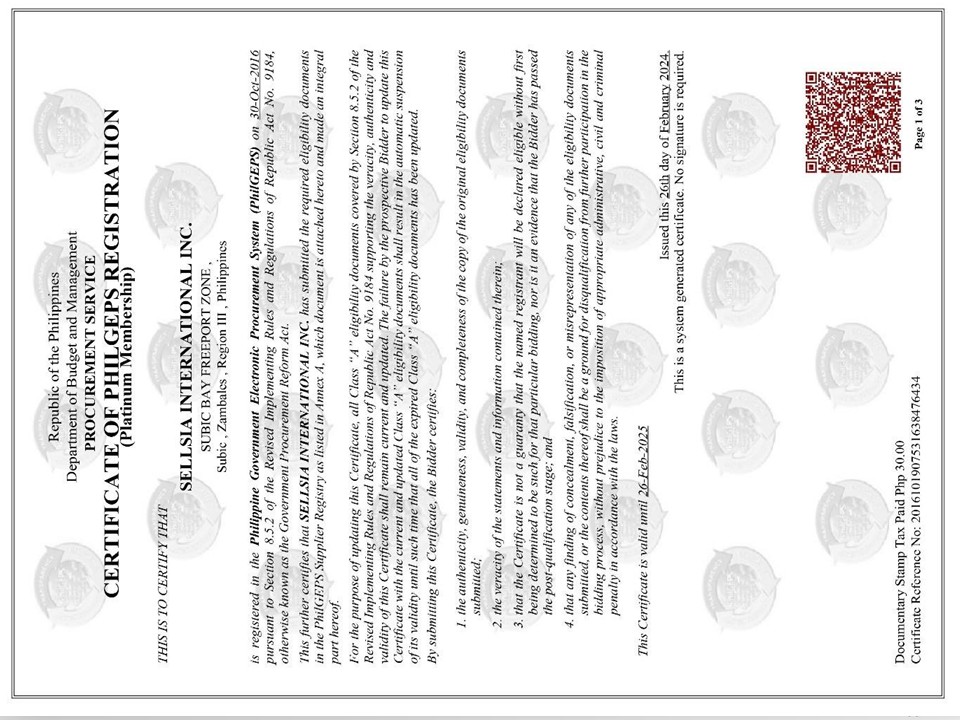 Republic of the Philippines
Department of Budget and Management
PROCUREMENT SERVICE
CERTIFICATE OF PHILGEPS REGISTRATION
(Platinum Membership)
THIS IS TO CERTIFY THAT
SELLSIA INTERNATIONAL INC.
SUBIC BAY FREEPORT ZONE ,
Subic , Zambales , Region III , Philippines
is registered in the Philippine Government Electronic Procurement System (PhilGEPS) on 30-Oct-2016
pursuant to Section 8.5.2 of the Revised Implementing Rules and Regulations of Republic Act No. 9184,
otherwise known as the Government Procurement Reform Act.
This further certifies that SELLSIA INTERNATIONAL INC. has submitted the required eligibility documents
in the PhilGEPS Supplier Registry as listed in Annex A, which document is attached hereto and made an integral
part hereof.
For the purpose of updating this Certificate, all Class “A” eligibility documents covered by Section 8.5.2 of the
Revised Implementing Rules and Regulations of Republic Act No. 9184 supporting the veracity, authenticity and
validity of this Certificate shall remain current and updated. The failure by the prospective Bidder to update this
Certificate with the current and updated Class “A” eligibility documents shall result in the automatic suspension
of its validity until such time that all of the expired Class “A” eligibility documents has been updated.
By submitting this Certificate, the Bidder certifies:
1. the authenticity, genuineness, validity, and completeness of the copy of the original eligibility documents
submitted;
2. the veracity of the statements and information contained therein;
3. that the Certificate is not a guaranty that the named registrant will be declared eligible without first
being determined to be such for that particular bidding, nor is it an evidence that the Bidder has passed
the post-qualification stage; and
4. that any finding of concealment, falsification, or misrepresentation of any of the eligibility documents
submitted, or the contents thereof shall be a ground for disqualification from further participation in the
bidding process, without prejudice to the imposition of appropriate administrative, civil and criminal
penalty in accordance with the laws.
This Certificate is valid until 26-Feb-2025
Issued this 26th day of February 2024.
This is a system generated certificate. No signature is required.
Documentary Stamp Tax Paid Php 30.00
Certificate Reference No: 2016101907531638476434
Page 1 of 3